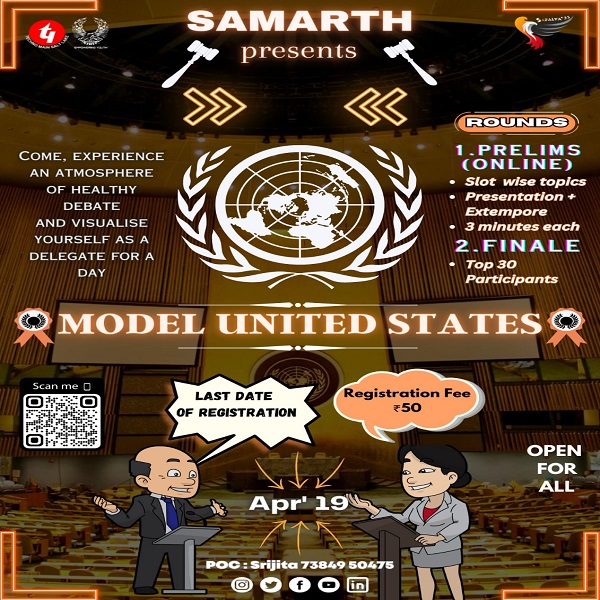 SAMARTH
presents
COME, EXPERIENCE
AN ATMOSPHERE
OF HEALTHY
DEBATE
AND VISUALISE
YOURSELF AS A
DELEGATE FOR A
DAY
ROUNDS
1.PRELIMS
(ONLINE)
• Slot wise topics
• Presentation +
Extempore
• 3 minutes each
2.FINALE
• Top 30
Participants
MODEL UNITED STATES
Scan me
LAST DATE
OF REGISTRATION
Registration Fee
₹50
OPEN
FOR
ALL
Apr' 19
POC : Srijita 73849 50475